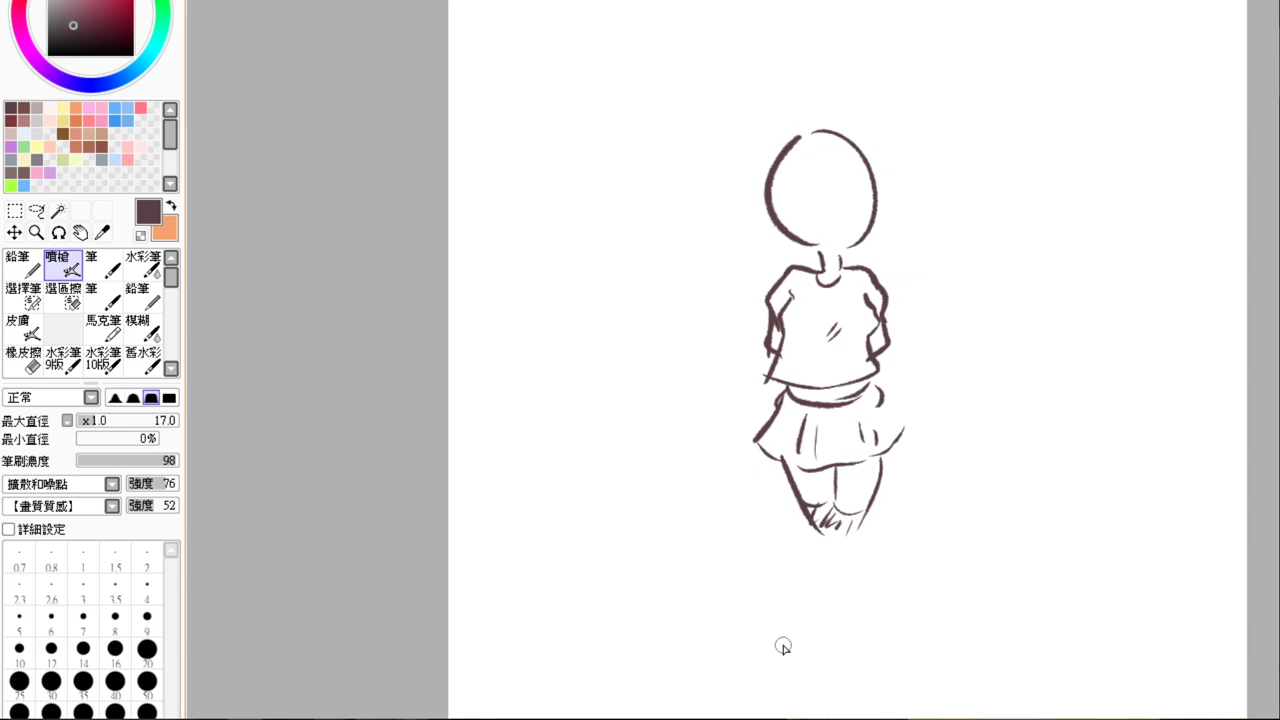 鉛筆 噴槍 筆 水彩筆
選擇筆 選區擦 筆 鉛筆
皮膚 馬克筆 模糊
橡皮擦 水彩筆 9版 水彩筆 10版 舊水彩
正常
最大直徑 x1.0 17.0
最小直徑 0%
筆刷濃度 98
擴散和噪點 強度 76
【畫質質感】 強度 52
詳細設定
0.7 0.8 1 1.5 2
2.3 2.6 3 3.5 4
5 6 7 8 9
10 12 14 16 20
25 30 35 40 50